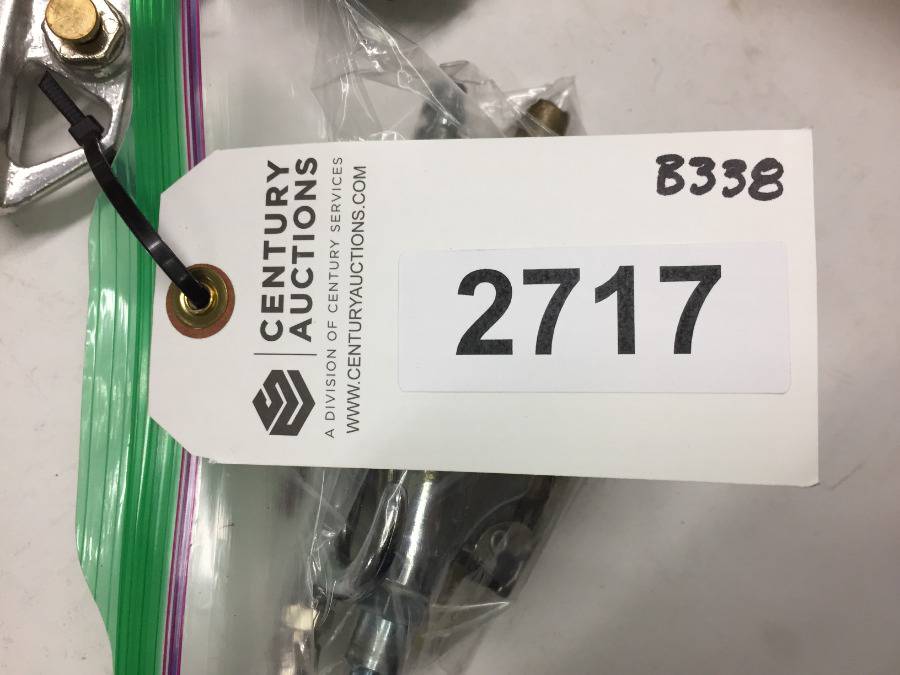 B338
2717
CENTURY
AUCTIONS
A DIVISION OF CENTURY SERVICES
WWW.CENTURYAUCTIONS.COM